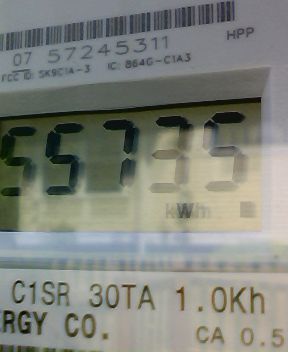 07 57245311
HPP
FCC ID: SK9C1A-3 IC: 864G-C1A3
55735
kWh
C1SR 30TA 1.0Kh
RGY CO.
CA 0.5